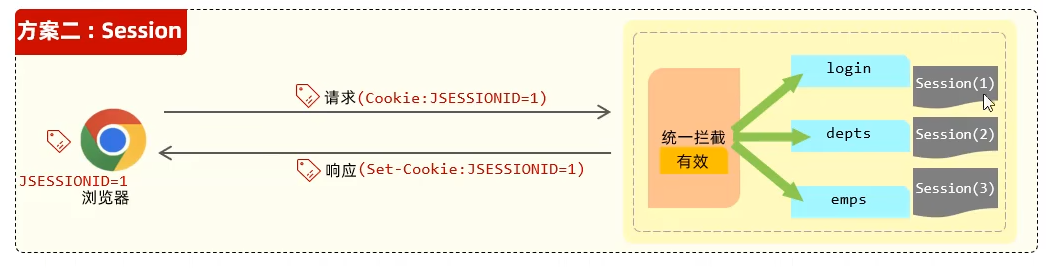 方案二：Session
请求(Cookie:JSESSIONID=1)
响应(Set-Cookie:JSESSIONID=1)
JSESSIONID=1
浏览器
统一拦截
有效
login
depts
emps
Session(1)
Session(2)
Session(3)